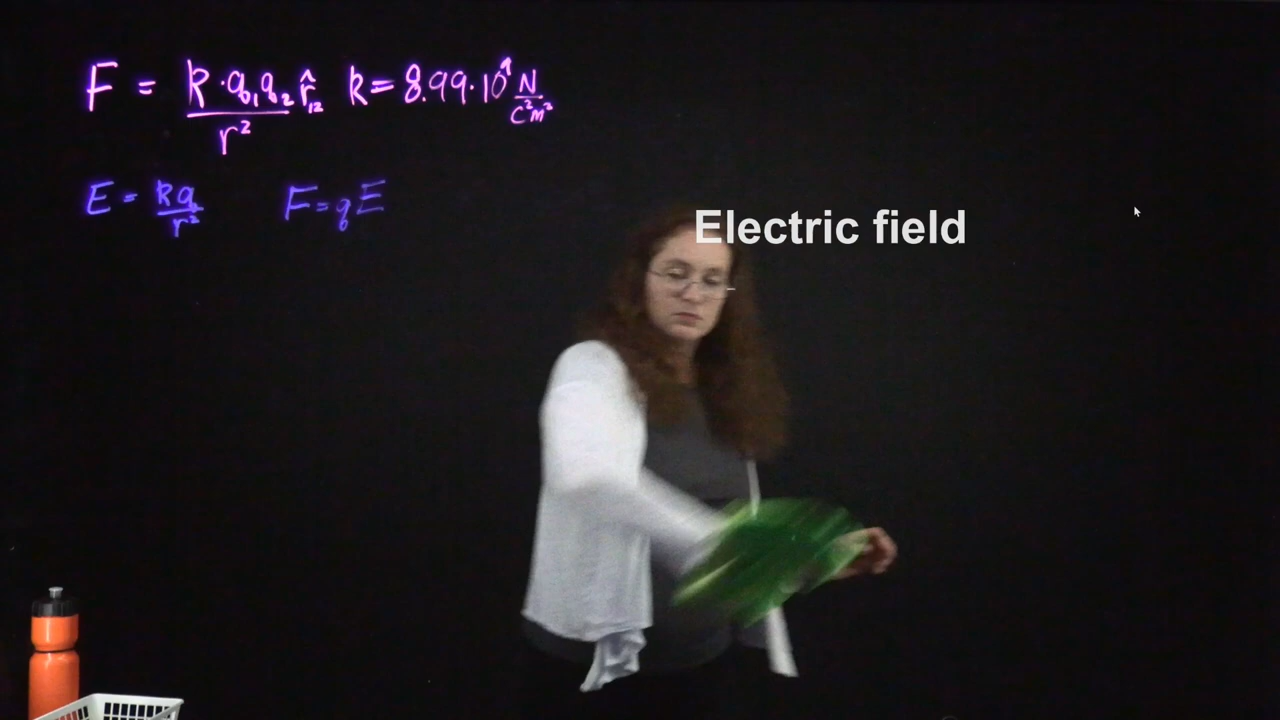 F = k·q₁q₂/r² r̂₁₂ k = 8.99·10⁹ N/C²m²
E = kq/r² F = qE
Electric field